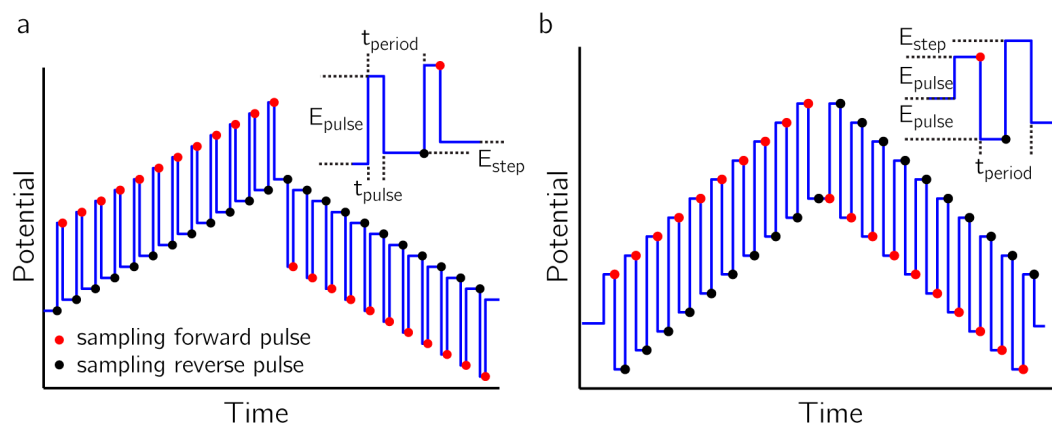 a
t_period
E_pulse
E_step
t_pulse
Potential
sampling forward pulse
sampling reverse pulse
Time
b
E_step
E_pulse
E_pulse
t_period
Potential
Time